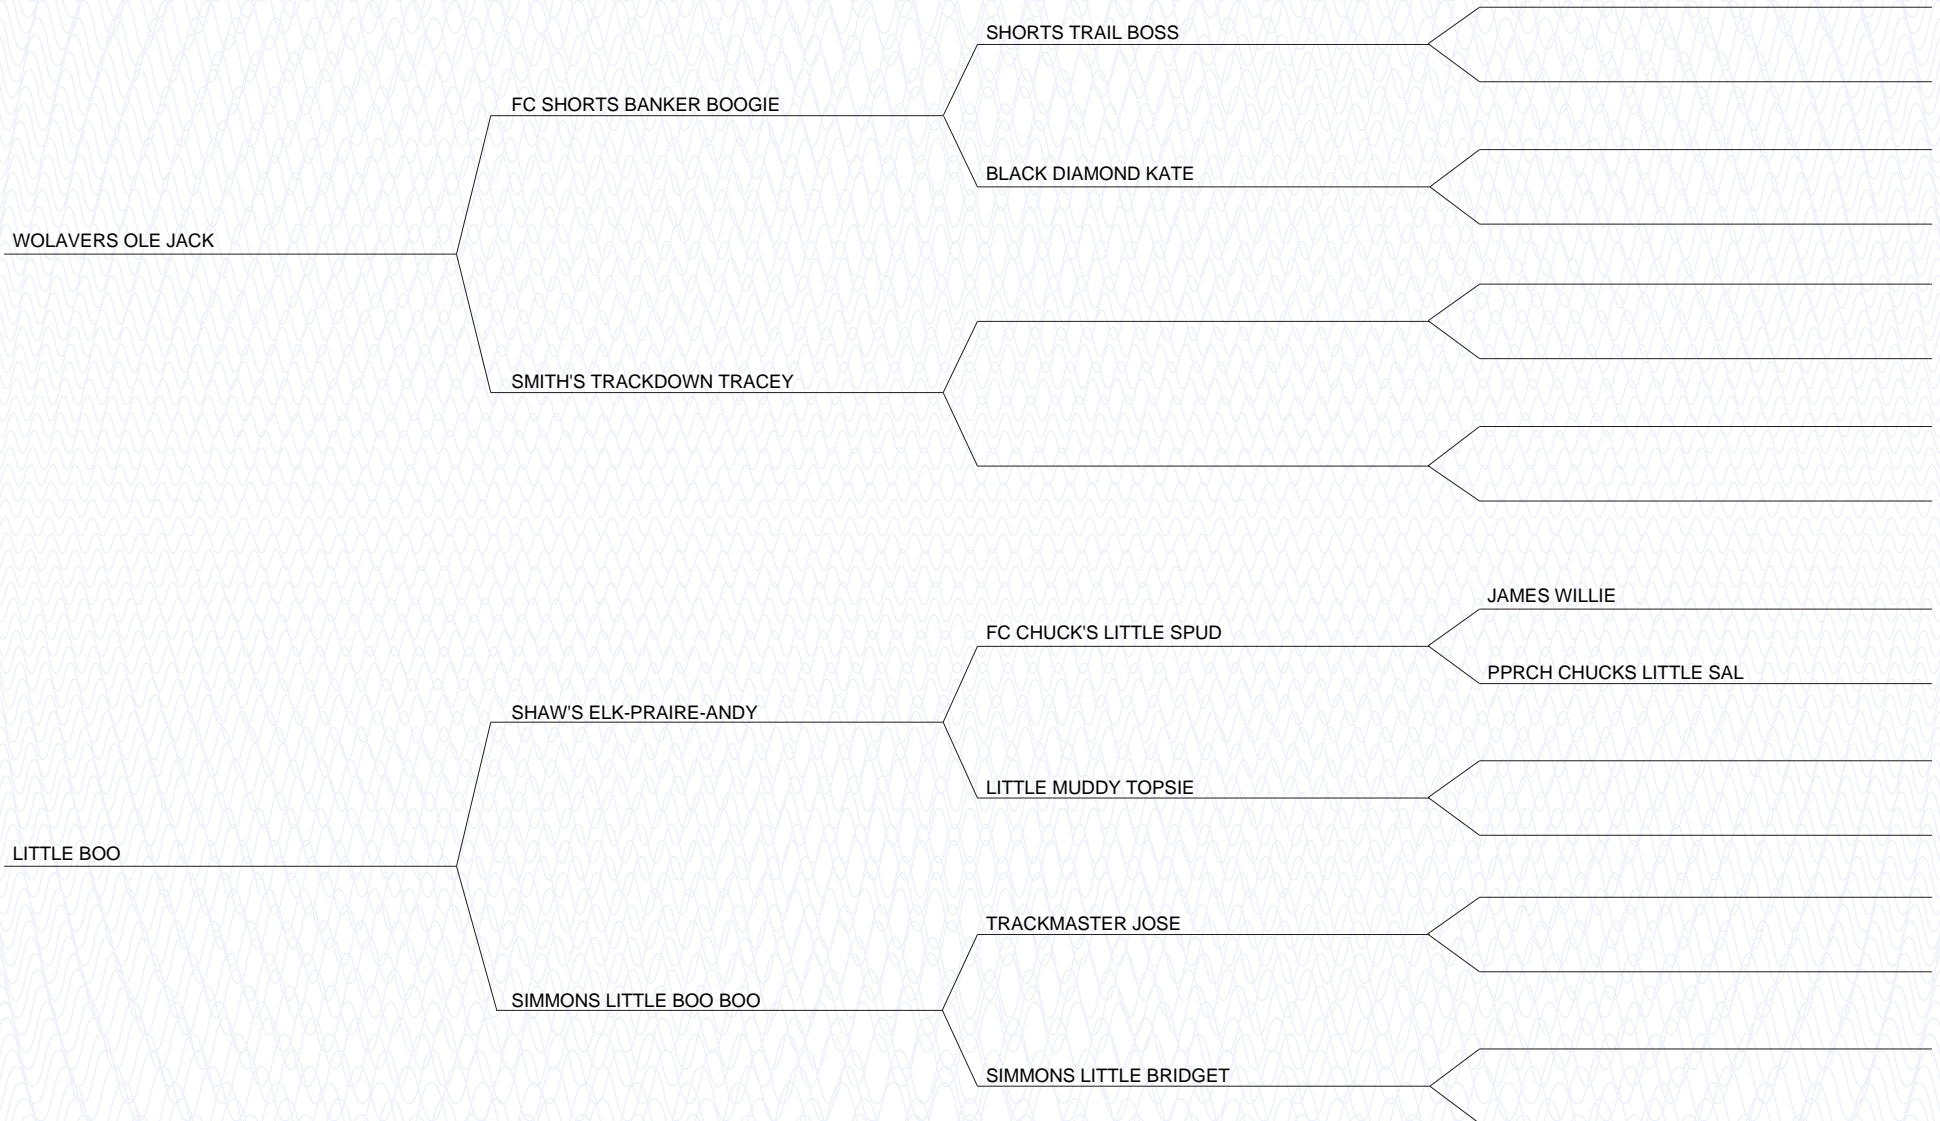 SHORTS TRAIL BOSS
FC SHORTS BANKER BOOGIE
BLACK DIAMOND KATE
WOLAVERS OLE JACK
SMITH'S TRACKDOWN TRACEY
JAMES WILLIE
FC CHUCK'S LITTLE SPUD
PPRCH CHUCKS LITTLE SAL
SHAW'S ELK-PRAIRE-ANDY
LITTLE MUDDY TOPSIE
LITTLE BOO
TRACKMASTER JOSE
SIMMONS LITTLE BOO BOO
SIMMONS LITTLE BRIDGET